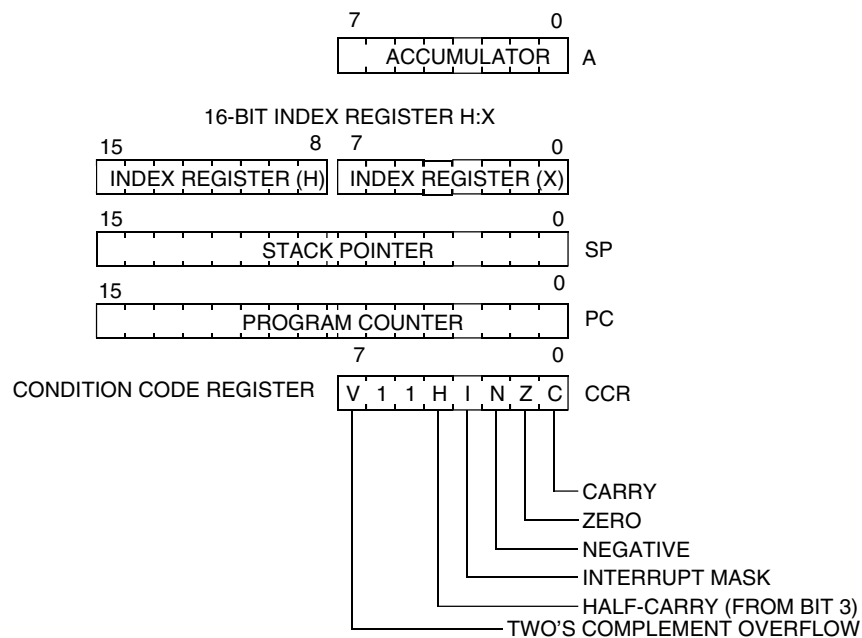 7 0
ACCUMULATOR A
16-BIT INDEX REGISTER H:X
15 8 7 0
INDEX REGISTER (H) INDEX REGISTER (X)
15 0
STACK POINTER SP
15 0
PROGRAM COUNTER PC
7 0
CONDITION CODE REGISTER V 1 1 H I N Z C CCR
CARRY
ZERO
NEGATIVE
INTERRUPT MASK
HALF-CARRY (FROM BIT 3)
TWO'S COMPLEMENT OVERFLOW